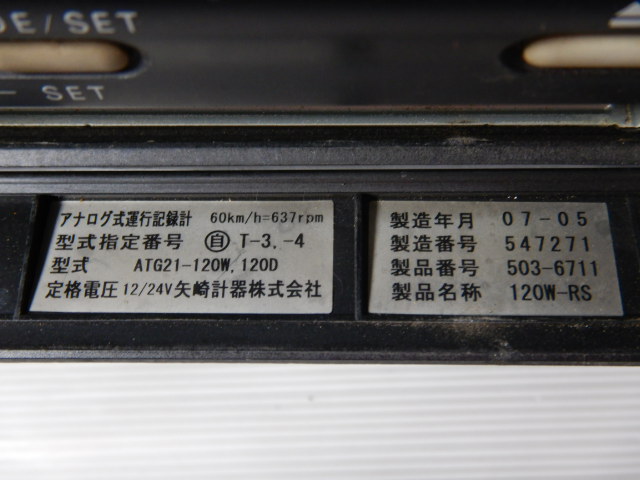 DE/SET
SET
アナログ式運行記録計 60km/h=637rpm
型式指定番号 ㊀自 T-3,-4
型式 ATG21-120W,120D
定格電圧 12/24V 矢崎計器株式会社
製造年月 07-05
製造番号 547271
製品番号 503-6711
製品名称 120W-RS